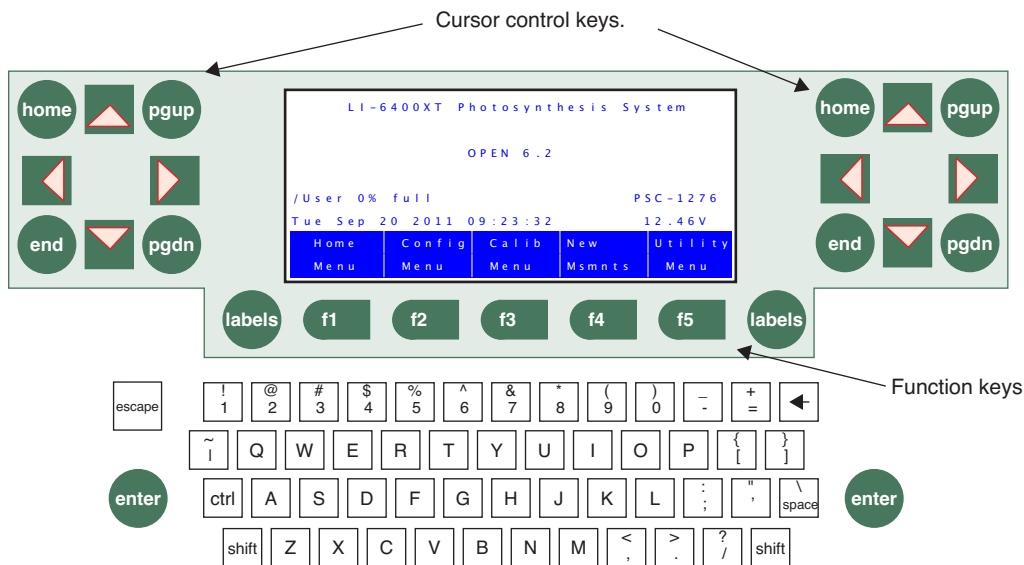 Cursor control keys.
home pgup
end pgdn
LI-6400XT Photosynthesis System
OPEN 6.2
/User 0% full PSC-1276
Tue Sep 20 2011 09:23:32 12.46V
Home Config Calib New Utility
Menu Menu Menu Msmnts Menu
home pgup
end pgdn
labels f1 f2 f3 f4 f5 labels
Function keys
escape
! @ # $ % ^ & * ( ) _ +
1 2 3 4 5 6 7 8 9 0 - =
~ { }
| Q W E R T Y U I O P [ ]
enter ctrl A S D F G H J K L : ; " , \ space enter
shift Z X C V B N M < , > . ? / shift